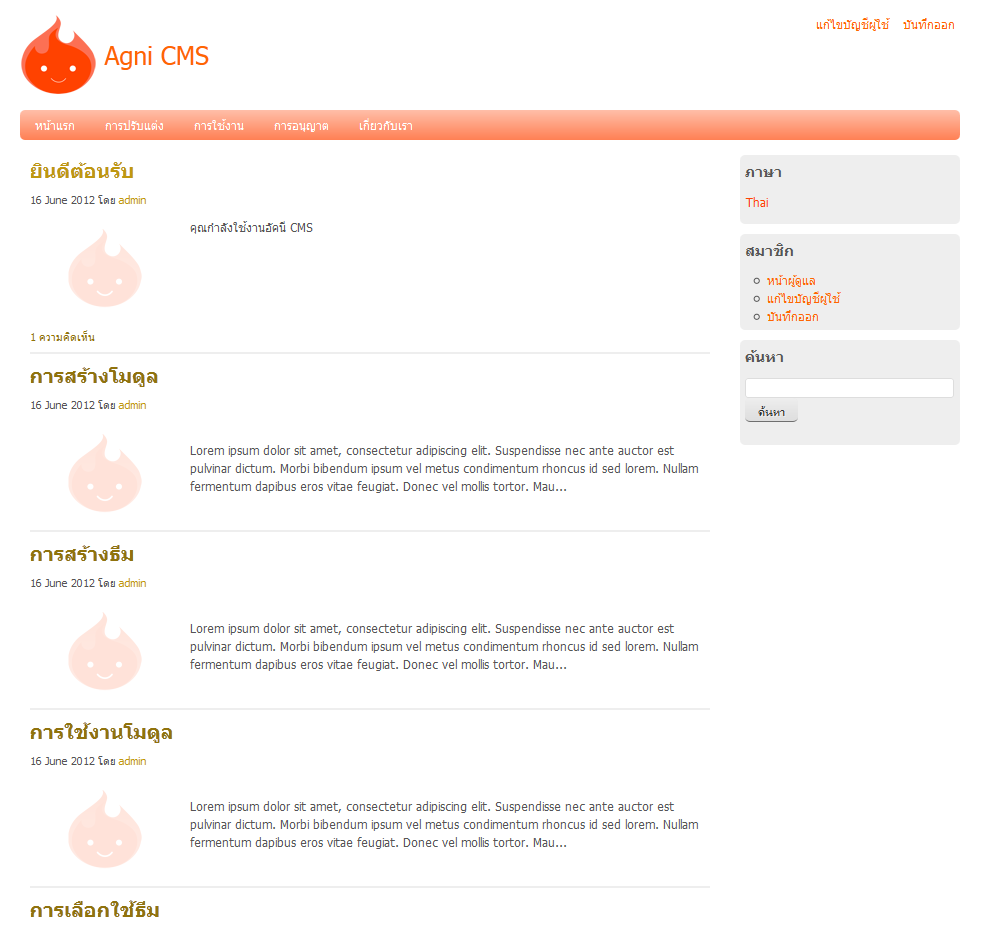 แก้ไขบัญชีผู้ใช้ บันทึกออก
Agni CMS
หน้าแรก การปรับแต่ง การใช้งาน การอนุญาต เกี่ยวกับเรา
ยินดีต้อนรับ
16 June 2012 โดย admin
คุณกำลังใช้งานอัคนี CMS
1 ความคิดเห็น
การสร้างโมดูล
16 June 2012 โดย admin
Lorem ipsum dolor sit amet, consectetur adipiscing elit. Suspendisse nec ante auctor est
pulvinar dictum. Morbi bibendum ipsum vel metus condimentum rhoncus id sed lorem. Nullam
fermentum dapibus eros vitae feugiat. Donec vel mollis tortor. Mau...
การสร้างธีม
16 June 2012 โดย admin
Lorem ipsum dolor sit amet, consectetur adipiscing elit. Suspendisse nec ante auctor est
pulvinar dictum. Morbi bibendum ipsum vel metus condimentum rhoncus id sed lorem. Nullam
fermentum dapibus eros vitae feugiat. Donec vel mollis tortor. Mau...
การใช้งานโมดูล
16 June 2012 โดย admin
Lorem ipsum dolor sit amet, consectetur adipiscing elit. Suspendisse nec ante auctor est
pulvinar dictum. Morbi bibendum ipsum vel metus condimentum rhoncus id sed lorem. Nullam
fermentum dapibus eros vitae feugiat. Donec vel mollis tortor. Mau...
การเลือกใช้ธีม
ภาษา
Thai
สมาชิก
หน้าผู้ดูแล
แก้ไขบัญชีผู้ใช้
บันทึกออก
ค้นหา
ค้นหา